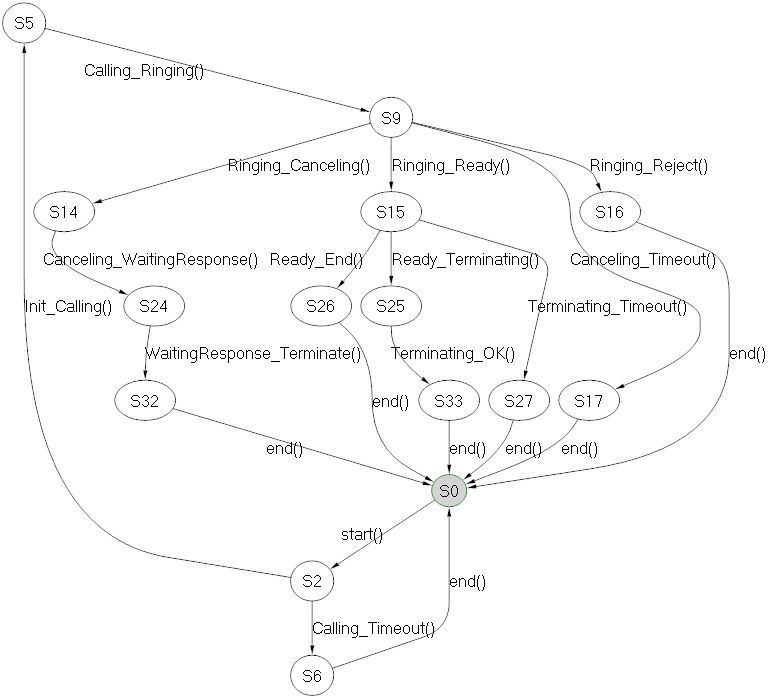 S5
Calling_Ringing()
S9
Ringing_Canceling()
Ringing_Ready()
Ringing_Reject()
S14
S15
S16
Canceling_WaitingResponse()
Ready_End()
Ready_Terminating()
Canceling_Timeout()
Init_Calling()
S24
S26
S25
Terminating_Timeout()
WaitingResponse_Terminate()
Terminating_OK()
end()
S32
end()
S33
S27
S17
end()
end()
end()
end()
S0
start()
S2
end()
Calling_Timeout()
S6